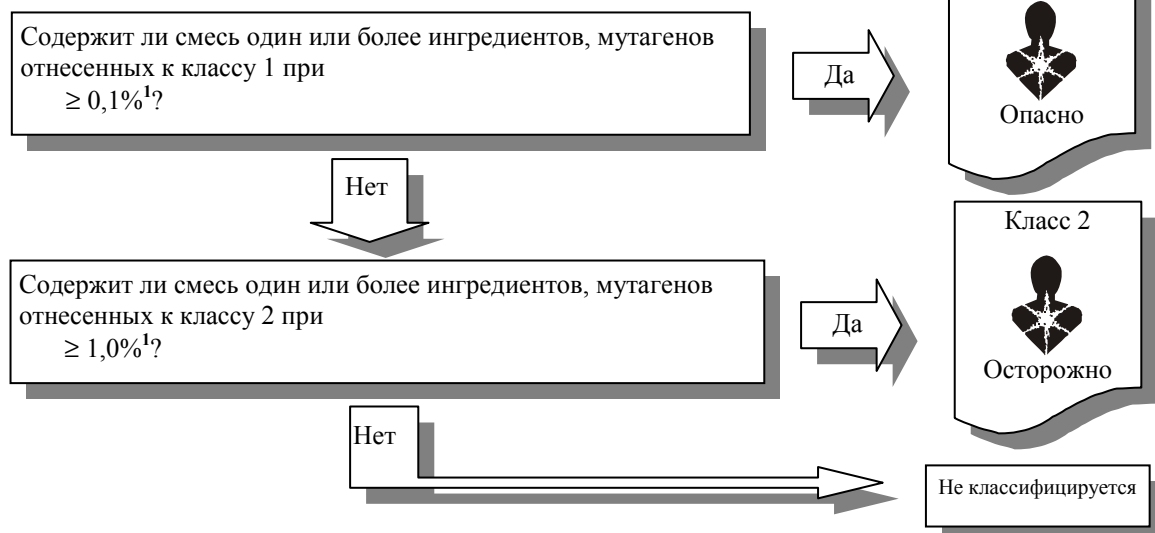 Содержит ли смесь один или более ингредиентов, мутагенов
отнесенных к классу 1 при
≥ 0,1%¹?
Да
Опасно
Нет
Класс 2
Содержит ли смесь один или более ингредиентов, мутагенов
отнесенных к классу 2 при
≥ 1,0%¹?
Да
Осторожно
Нет
Не классифицируется